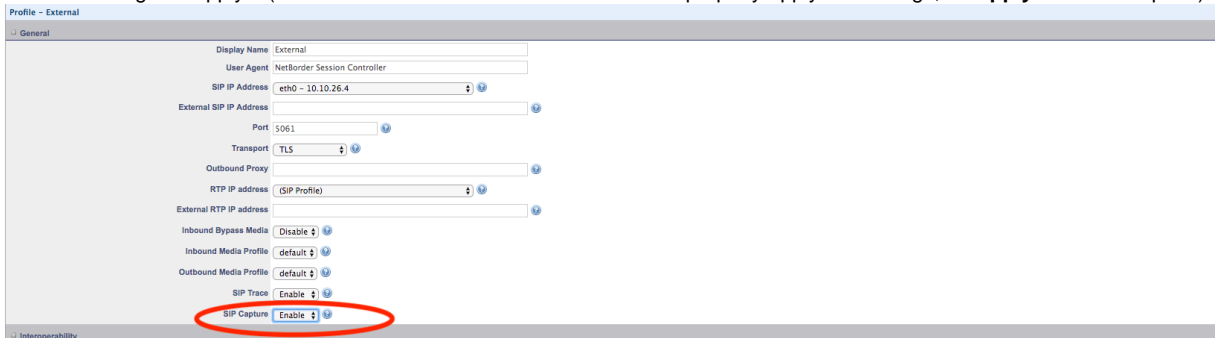 Profile - External
General
Display Name External
User Agent NetBorder Session Controller
SIP IP Address eth0 - 10.10.26.4
External SIP IP Address
Port 5061
Transport TLS
Outbound Proxy
RTP IP address (SIP Profile)
External RTP IP address
Inbound Bypass Media Disable
Inbound Media Profile default
Outbound Media Profile default
SIP Trace Enable
SIP Capture Enable
Interoperability